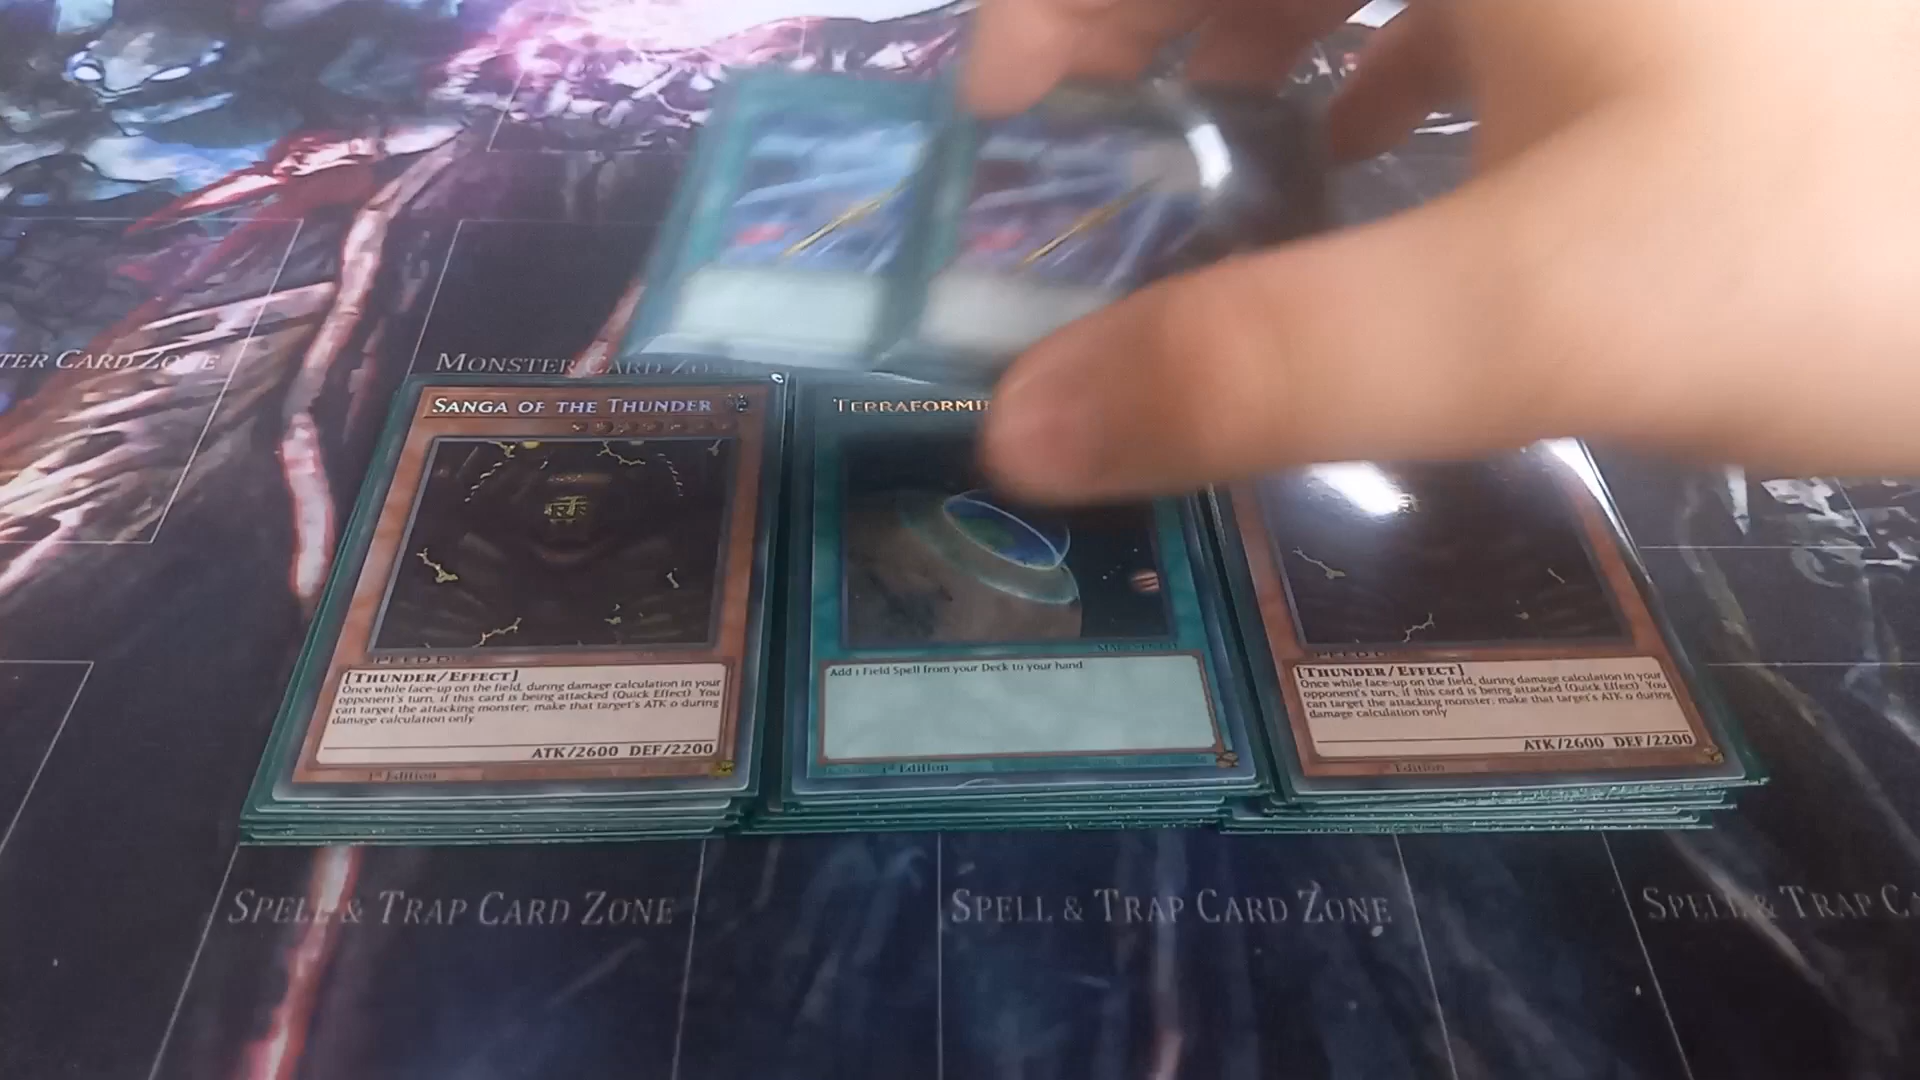 TER CARD ZONE
MONSTER CARD ZO
SANGA OF THE THUNDER
[THUNDER/EFFECT]
Once while face-up on the field, during damage calculation in your
opponent's turn, if this card is being attacked (Quick Effect): You
can target the attacking monster; make that target's ATK 0 during
damage calculation only.
ATK/2600 DEF/2200
1st Edition
TERRAFORMI
Add 1 Field Spell from your Deck to your hand.
1st Edition
[THUNDER/EFFECT]
Once while face-up on the field, during damage calculation in your
opponent's turn, if this card is being attacked (Quick Effect): You
can target the attacking monster; make that target's ATK 0 during
damage calculation only.
ATK/2600 DEF/2200
Edition
SPELL & TRAP CARD ZONE
SPELL & TRAP CARD ZONE
SPELL & TRAP C